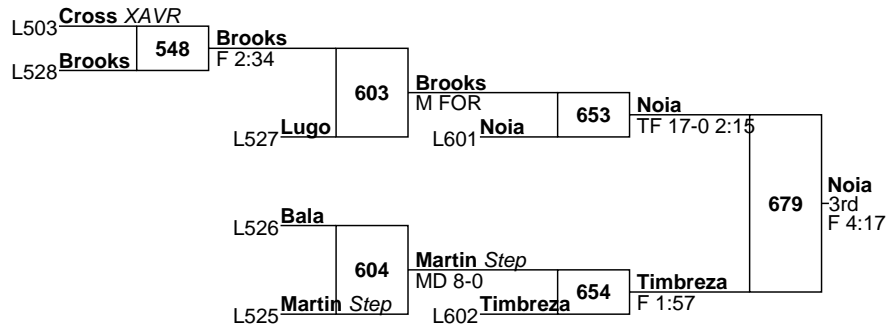 L503 Cross XAVR
548
Brooks
F 2:34
L528 Brooks
603
Brooks
M FOR
L527 Lugo
653
Noia
TF 17-0 2:15
L601 Noia
679
Noia
3rd
F 4:17
L526 Bala
604
Martin Step
MD 8-0
L525 Martin Step
654
Timbreza
F 1:57
L602 Timbreza